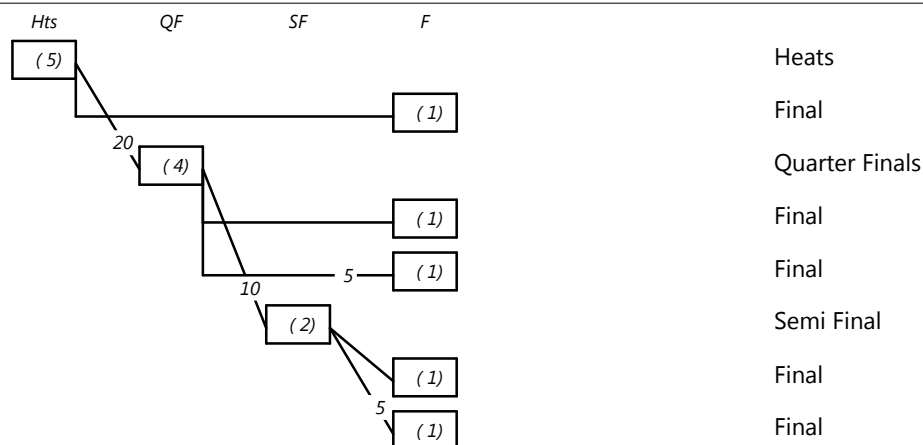 Hts QF SF F
( 5) Heats
( 1) Final
20
( 4) Quarter Finals
( 1) Final
5 ( 1) Final
10
( 2) Semi Final
( 1) Final
5
( 1) Final